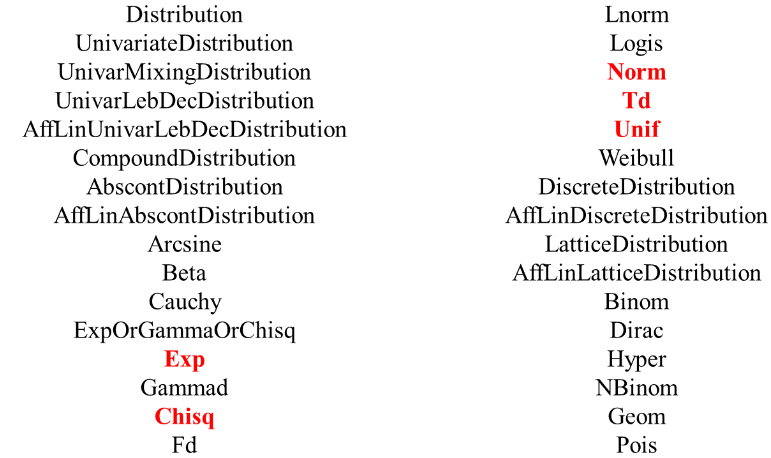 Distribution
UnivariateDistribution
UnivarMixingDistribution
UnivarLebDecDistribution
AffLinUnivarLebDecDistribution
CompoundDistribution
AbscontDistribution
AffLinAbscontDistribution
Arcsine
Beta
Cauchy
ExpOrGammaOrChisq
Exp
Gammad
Chisq
Fd
Lnorm
Logis
Norm
Td
Unif
Weibull
DiscreteDistribution
AffLinDiscreteDistribution
LatticeDistribution
AffLinLatticeDistribution
Binom
Dirac
Hyper
NBinom
Geom
Pois